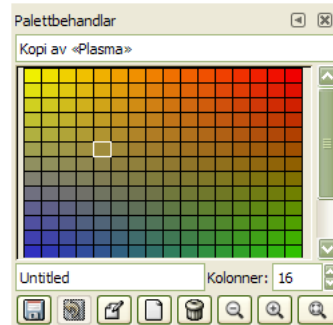 Palettbehandlar
Kopi av «Plasma»
Untitled Kolonner: 16